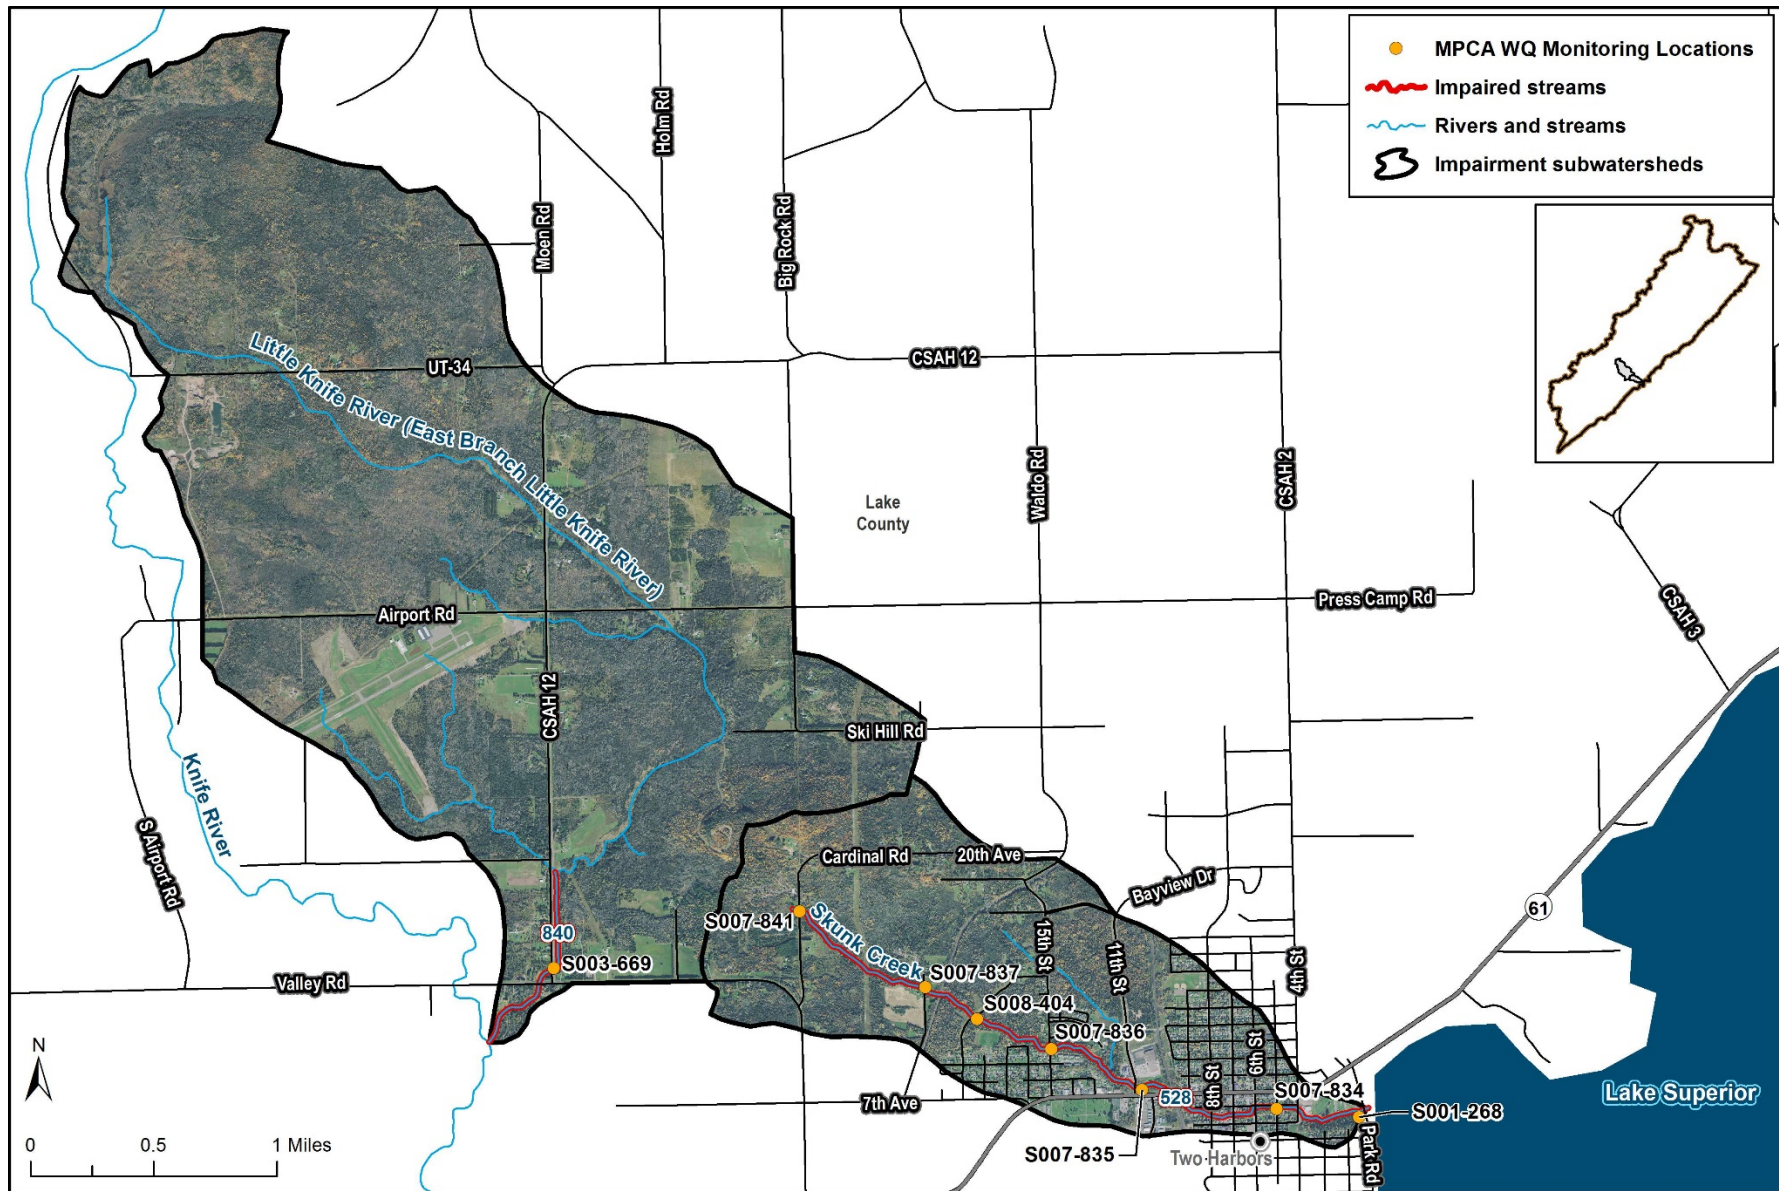 MPCA WQ Monitoring Locations
Impaired streams
Rivers and streams
Impairment subwatersheds
Holm Rd
Moen Rd
Big Rock Rd
Little Knife River (East Branch Little Knife River)
UT-34
CSAH 12
Waldo Rd
CSAH 2
Lake
County
Airport Rd
Press Camp Rd
CSAH 3
CSAH 12
Ski Hill Rd
Knife River
S Airport Rd
Cardinal Rd
20th Ave
Bayview Dr
61
S007-841
Skunk Creek
15th St
11th St
4th St
840
S003-669
S007-837
Valley Rd
S008-404
S007-836
6th St
8th St
7th Ave
528
S007-834
Lake Superior
S001-268
Park Rd
S007-835
Two Harbors
N
0
0.5
1 Miles